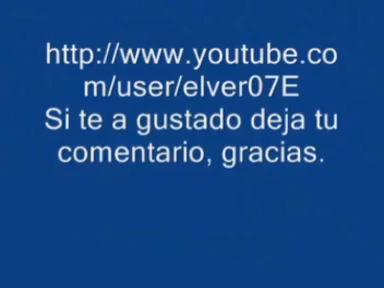 http://www.youtube.co
m/user/elver07E
Si te a gustado deja tu
comentario, gracias.